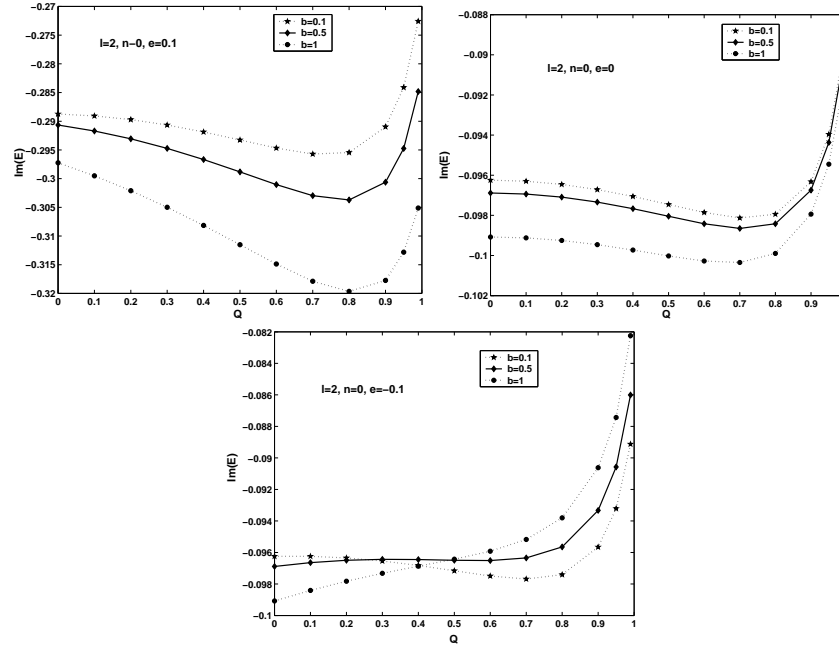 −0.27
−0.275
−0.28
−0.285
−0.29
−0.295
−0.3
−0.305
−0.31
−0.315
−0.32
Im(E)
l=2, n−0, e=0.1
b=0.1
b=0.5
b=1
0 0.1 0.2 0.3 0.4 0.5 0.6 0.7 0.8 0.9 1
Q
−0.088
−0.09
−0.092
−0.094
−0.096
−0.098
−0.1
−0.102
Im(E)
l=2, n=0, e=0
b=0.1
b=0.5
b=1
0 0.1 0.2 0.3 0.4 0.5 0.6 0.7 0.8 0.9
Q
−0.082
−0.084
−0.086
−0.088
−0.09
−0.092
−0.094
−0.096
−0.098
−0.1
Im(E)
l=2, n=0, e=−0.1
b=0.1
b=0.5
b=1
0 0.1 0.2 0.3 0.4 0.5 0.6 0.7 0.8 0.9 1
Q